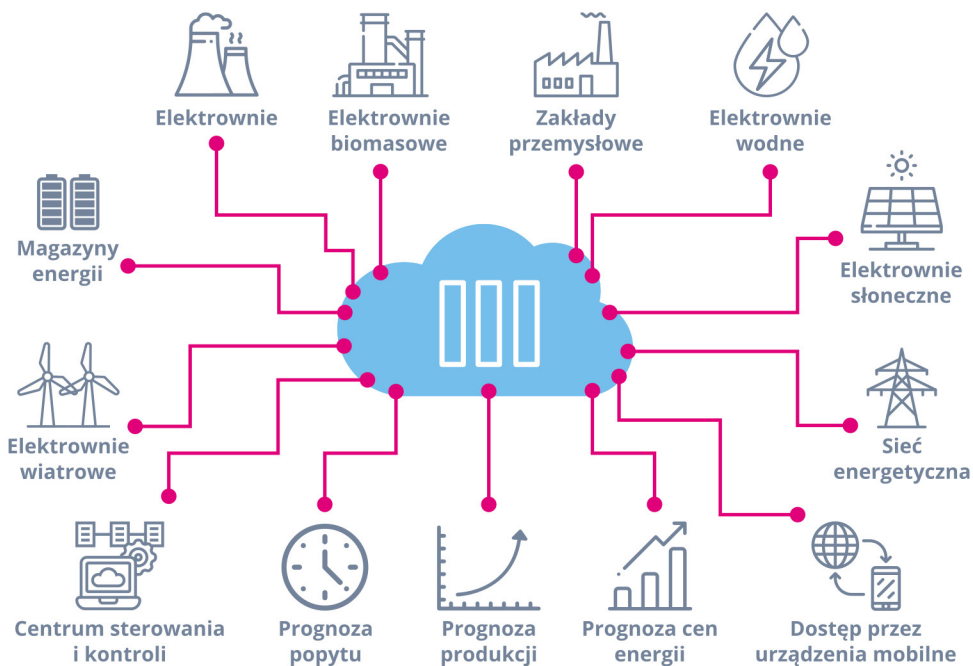 Elektrownie
Elektrownie
biomasowe
Zakłady
przemysłowe
Elektrownie
wodne
Magazyny
energii
Elektrownie
słoneczne
Elektrownie
wiatrowe
Sieć
energetyczna
Centrum sterowania
i kontroli
Prognoza
popytu
Prognoza
produkcji
Prognoza cen
energii
Dostęp przez
urządzenia mobilne